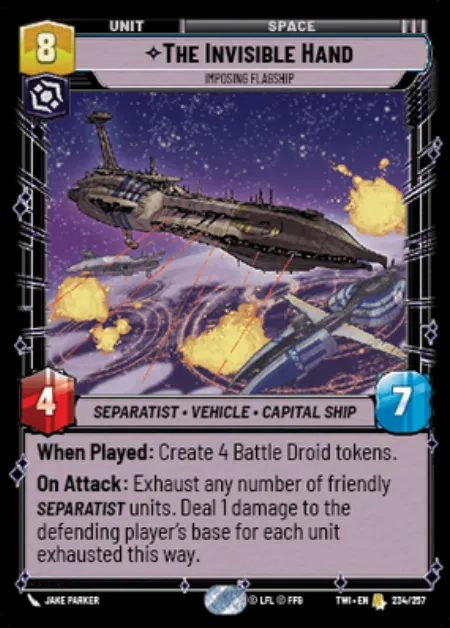 UNIT SPACE
8
✧THE INVISIBLE HAND
IMPOSING FLAGSHIP
4
SEPARATIST • VEHICLE • CAPITAL SHIP
7
When Played: Create 4 Battle Droid tokens.
On Attack: Exhaust any number of friendly
SEPARATIST units. Deal 1 damage to the
defending player's base for each unit
exhausted this way.
JAKE PARKER © LFL © FFG TWI • EN 234/257